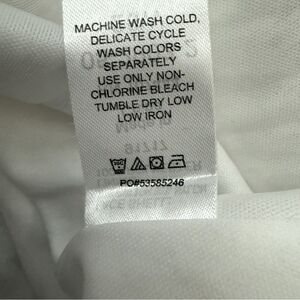 MACHINE WASH COLD,
DELICATE CYCLE
WASH COLORS
SEPARATELY
USE ONLY NON-
CHLORINE BLEACH
TUMBLE DRY LOW
LOW IRON
PO#53585246